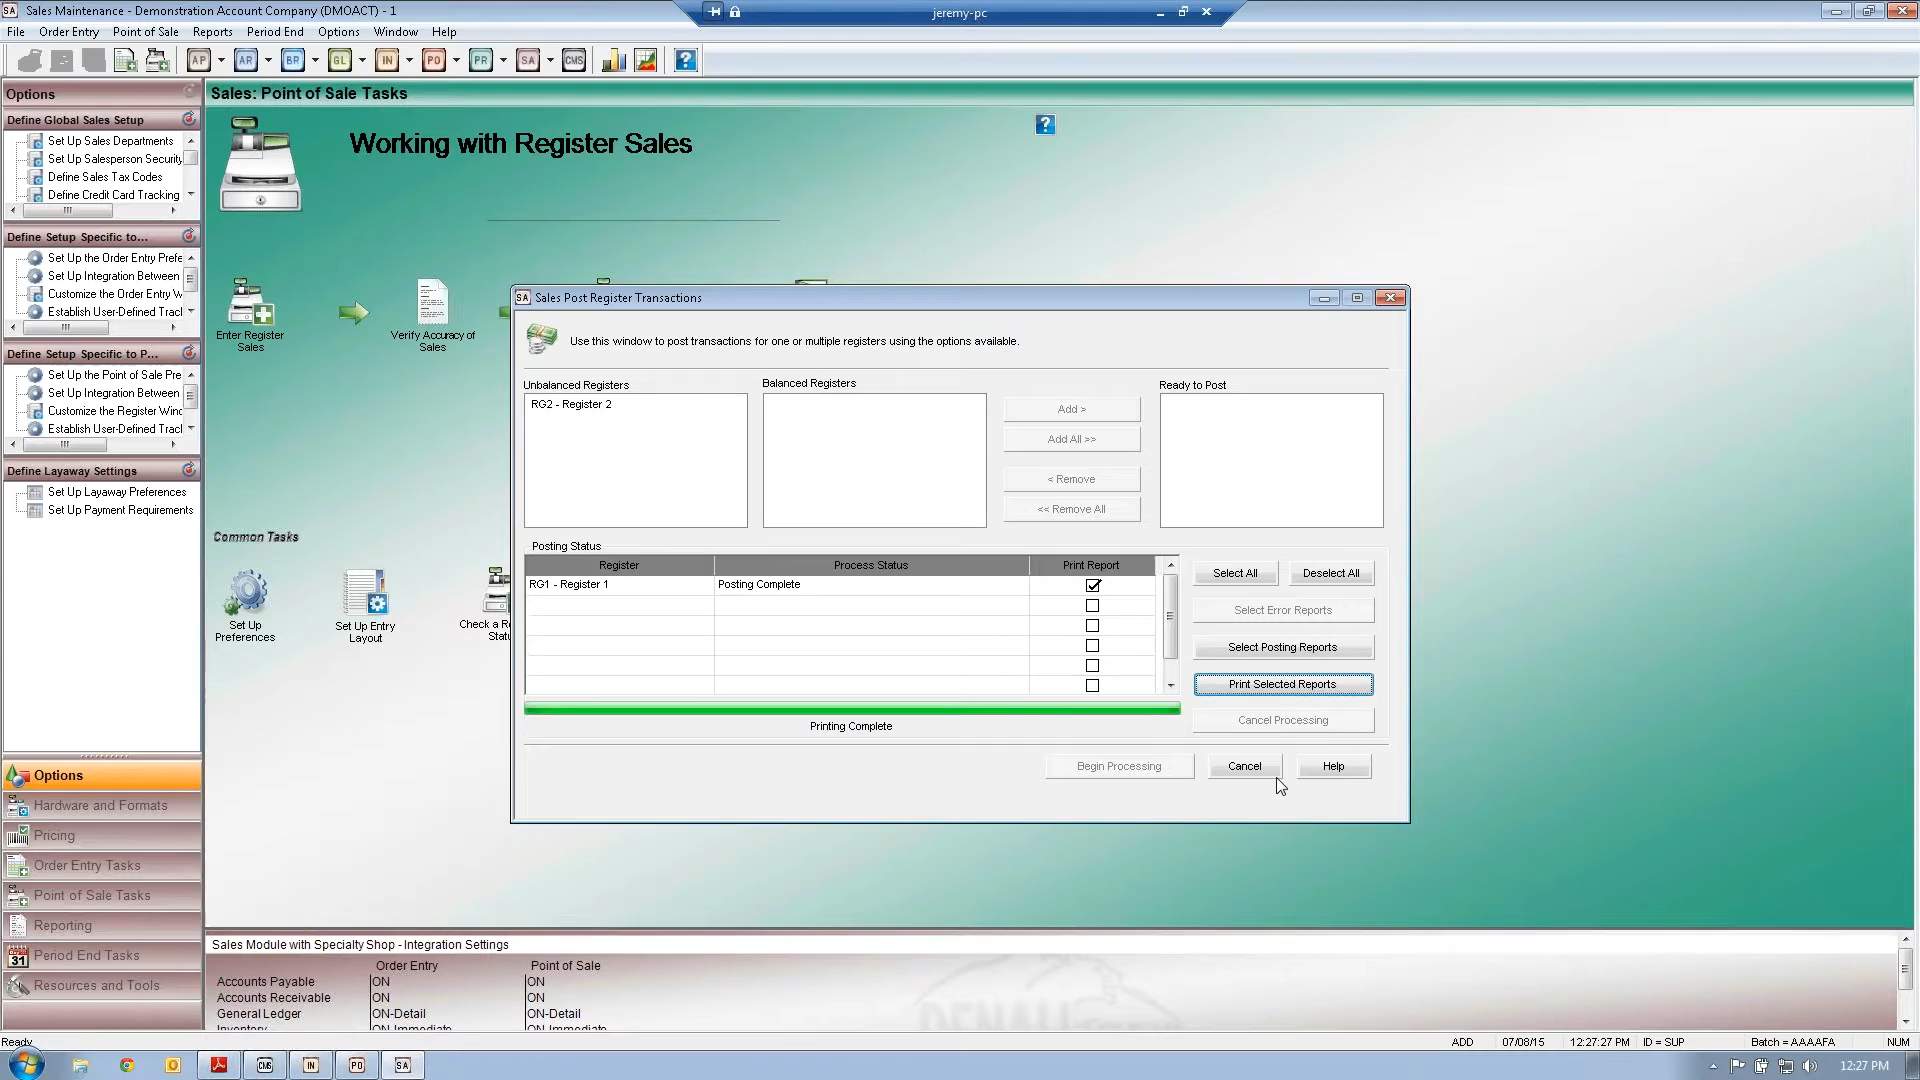 Sales Maintenance - Demonstration Account Company (DMOACT) - 1
jeremy-pc
File Order Entry Point of Sale Reports Period End Options Window Help
AP AR BR GL IN PO PR SA CMS
Options
Define Global Sales Setup
Set Up Sales Departments
Set Up Salesperson Security
Define Sales Tax Codes
Define Credit Card Tracking
Define Setup Specific to...
Set Up the Order Entry Prefe
Set Up Integration Between
Customize the Order Entry W
Establish User-Defined Tracl
Define Setup Specific to P...
Set Up the Point of Sale Pre
Set Up Integration Between
Customize the Register Winc
Establish User-Defined Tracl
Define Layaway Settings
Set Up Layaway Preferences
Set Up Payment Requirements
Options
Hardware and Formats
Pricing
Order Entry Tasks
Point of Sale Tasks
Reporting
Period End Tasks
Resources and Tools
Sales: Point of Sale Tasks
Working with Register Sales
Enter Register
Sales
Verify Accuracy of
Sales
Common Tasks
Set Up
Preferences
Set Up Entry
Layout
Check a Re
Statu
SA Sales Post Register Transactions
Use this window to post transactions for one or multiple registers using the options available.
Unbalanced Registers
Balanced Registers
Ready to Post
RG2 - Register 2
Add >
Add All >>
< Remove
<< Remove All
Posting Status
Register Process Status Print Report
RG1 - Register 1 Posting Complete
Select All Deselect All
Select Error Reports
Select Posting Reports
Print Selected Reports
Cancel Processing
Printing Complete
Begin Processing Cancel Help
Sales Module with Specialty Shop - Integration Settings
Order Entry Point of Sale
Accounts Payable ON ON
Accounts Receivable ON ON
General Ledger ON-Detail ON-Detail
Inventory ON-Immediate ON-Immediate
DENALI
Ready
ADD 07/08/15 12:27:27 PM ID = SUP Batch = AAAAFA NUM
CMS IN PO SA
12:27 PM